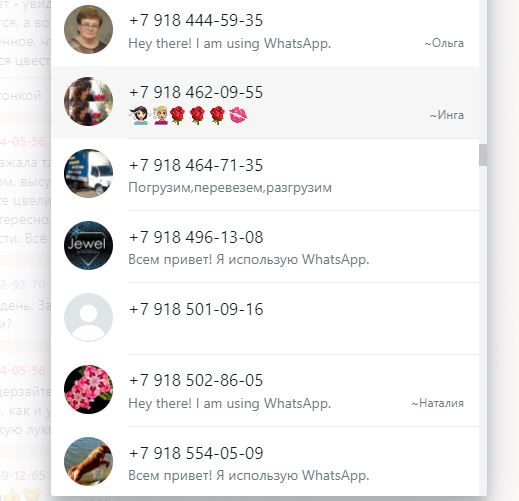 +7 918 444-59-35
Hey there! I am using WhatsApp. ~Ольга
+7 918 462-09-55
~Инга
+7 918 464-71-35
Погрузим,перевезем,разгрузим
Jewel
+7 918 496-13-08
Всем привет! Я использую WhatsApp.
+7 918 501-09-16
+7 918 502-86-05
Hey there! I am using WhatsApp. ~Наталия
+7 918 554-05-09
Всем привет! Я использую WhatsApp.